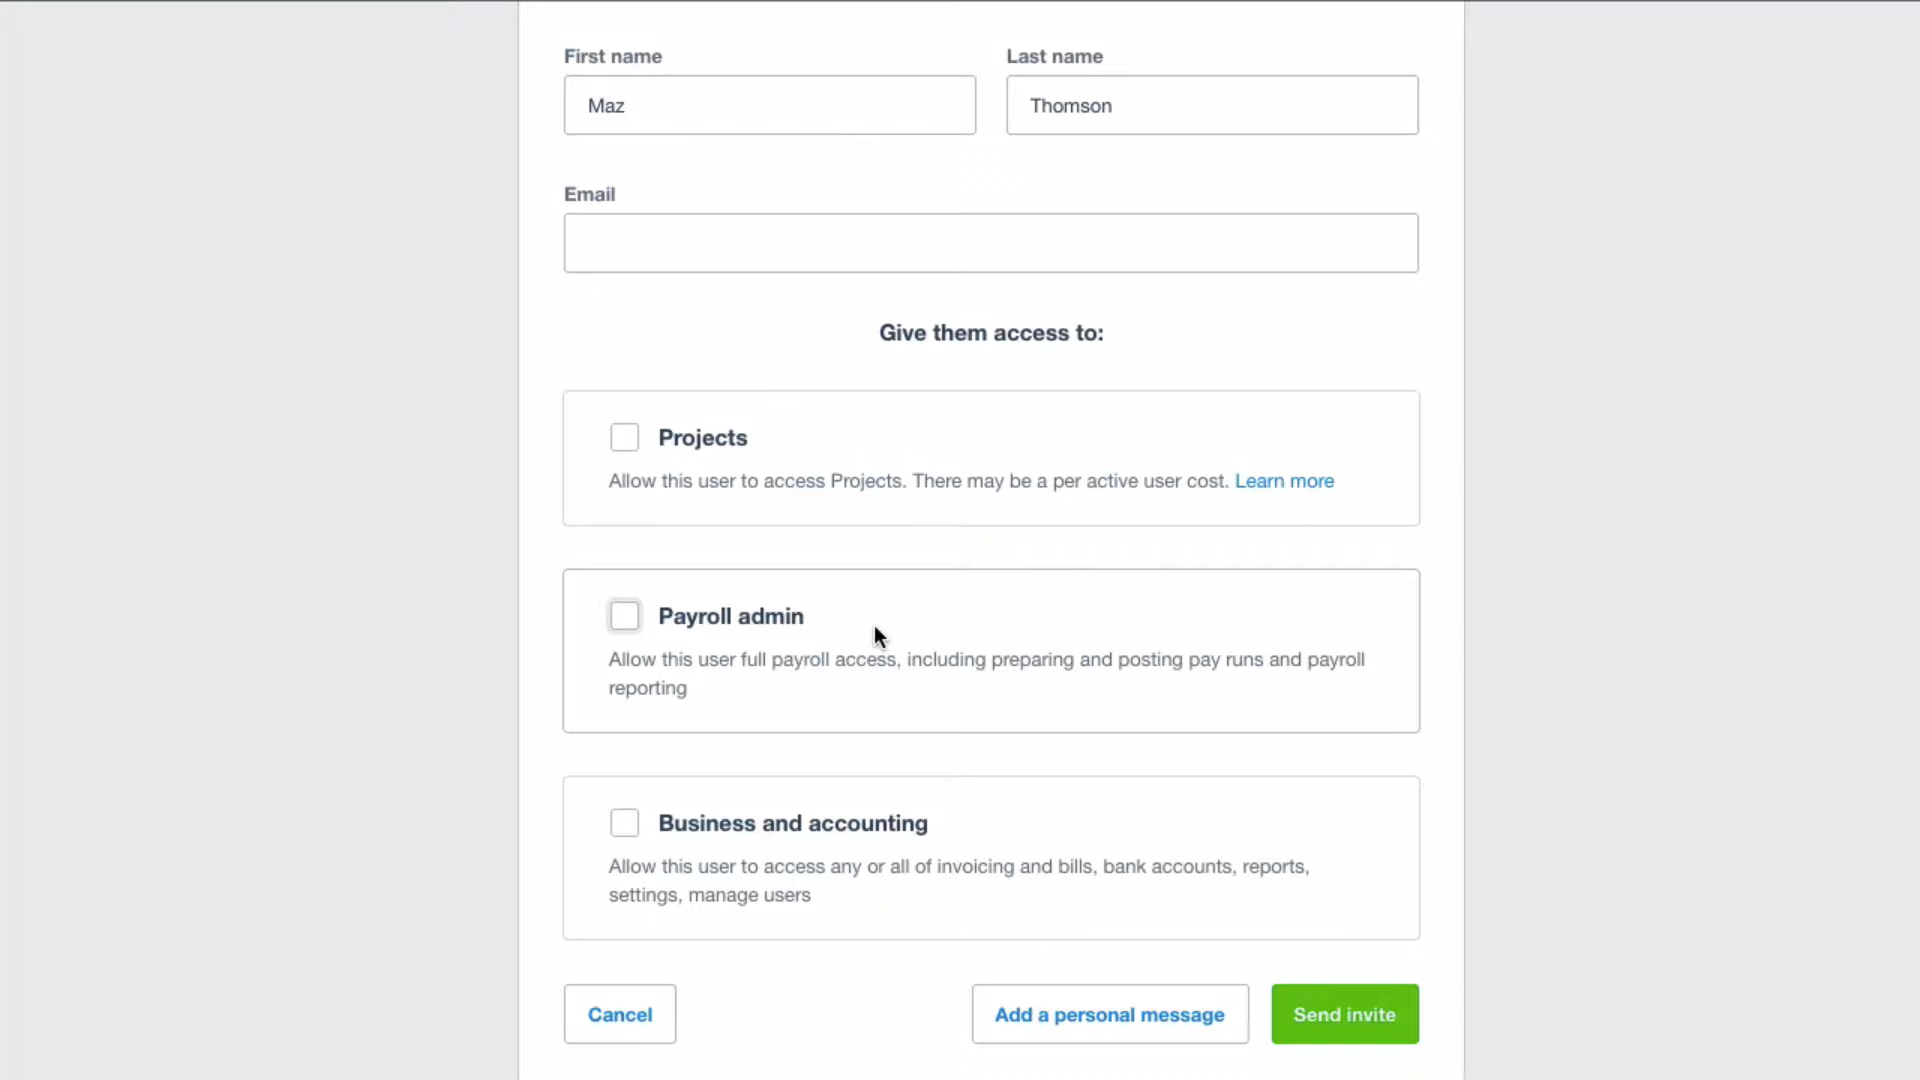 First name
Last name
Maz
Thomson
Email
Give them access to:
Projects
Allow this user to access Projects. There may be a per active user cost. Learn more
Payroll admin
Allow this user full payroll access, including preparing and posting pay runs and payroll
reporting
Business and accounting
Allow this user to access any or all of invoicing and bills, bank accounts, reports,
settings, manage users
Cancel
Add a personal message
Send invite